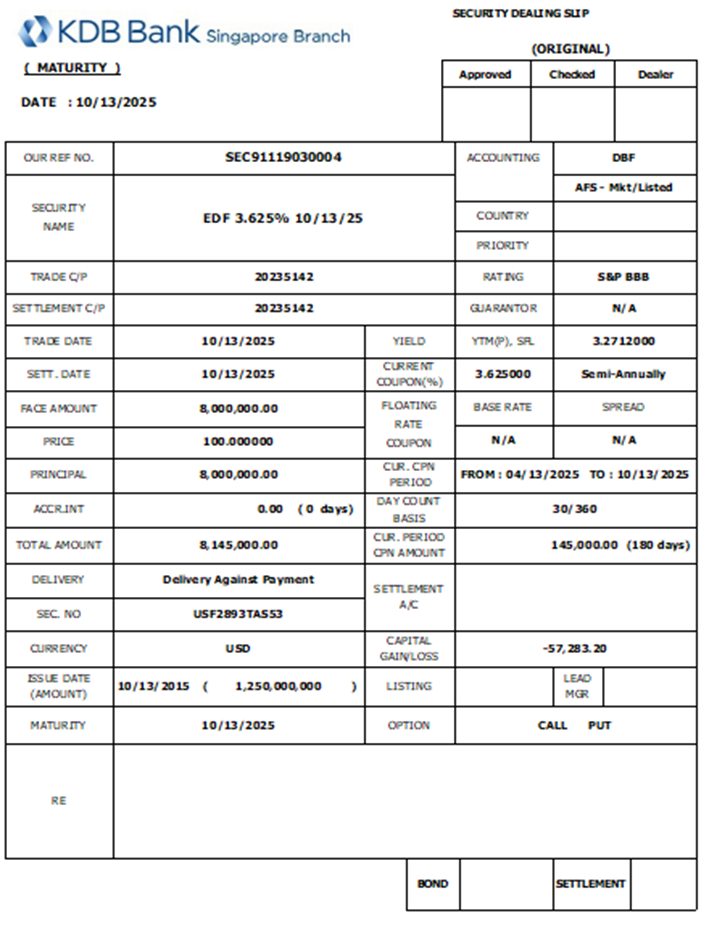 SECURITY DEALING SLIP
KDB Bank Singapore Branch
(ORIGINAL)
( MATURITY )
Approved Checked Dealer
DATE : 10/13/2025
OUR REF NO. SEC91119030004 ACCOUNTING DBF
AFS - Mkt/Listed
SECURITY NAME EDF 3.625% 10/13/25 COUNTRY
PRIORITY
TRADE C/P 20235142 RATING S&P BBB
SETTLEMENT C/P 20235142 GUARANTOR N/A
TRADE DATE 10/13/2025 YIELD YTM(P), SFL 3.2712000
SETT. DATE 10/13/2025 CURRENT COUPON(%) 3.625000 Semi-Annually
FACE AMOUNT 8,000,000.00 FLOATING RATE COUPON BASE RATE SPREAD
PRICE 100.000000 N/A N/A
PRINCIPAL 8,000,000.00 CUR. CPN PERIOD FROM : 04/13/2025 TO : 10/13/2025
ACCR.INT 0.00 ( 0 days) DAY COUNT BASIS 30/360
TOTAL AMOUNT 8,145,000.00 CUR. PERIOD CPN AMOUNT 145,000.00 (180 days)
DELIVERY Delivery Against Payment SETTLEMENT A/C
SEC. NO USF2893TAS53
CURRENCY USD CAPITAL GAIN/LOSS -57,283.20
ISSUE DATE (AMOUNT) 10/13/2015 ( 1,250,000,000 ) LISTING LEAD MGR
MATURITY 10/13/2025 OPTION CALL PUT
RE
BOND SETTLEMENT